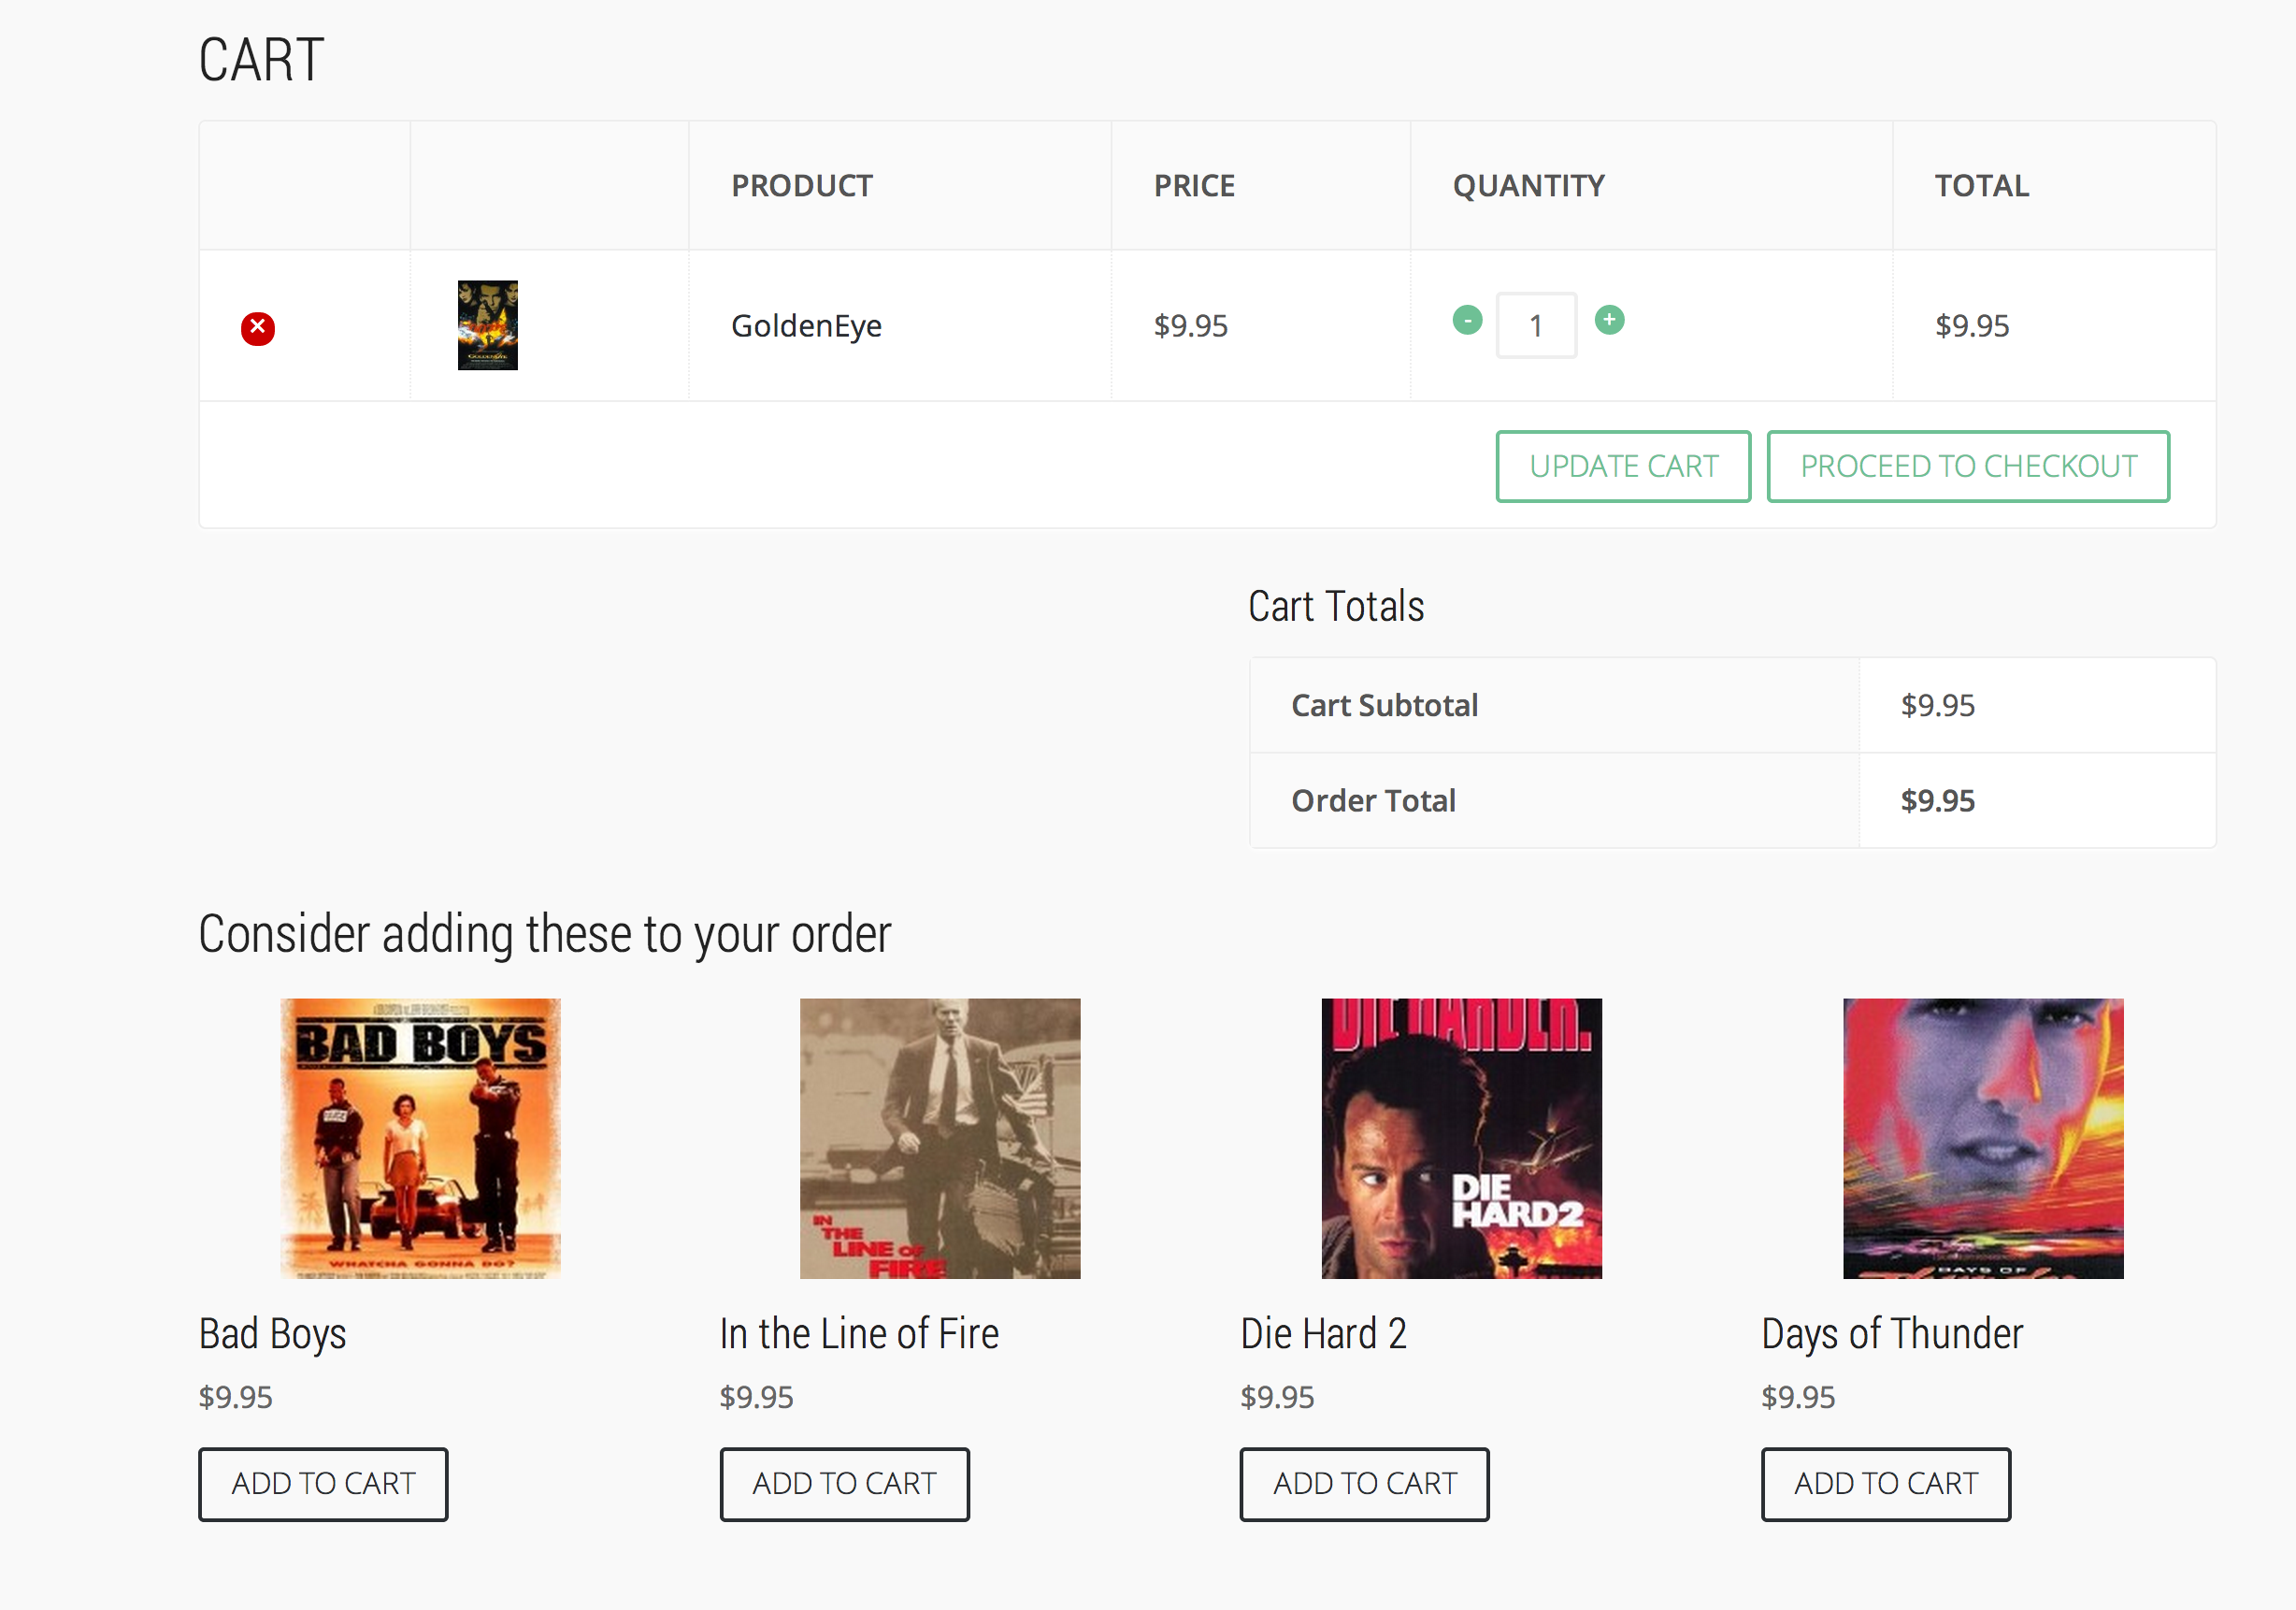 CART
PRODUCT PRICE QUANTITY TOTAL
GoldenEye $9.95 - 1 + $9.95
UPDATE CART PROCEED TO CHECKOUT
Cart Totals
Cart Subtotal $9.95
Order Total $9.95
Consider adding these to your order
BAD BOYS
WHATCHA GONNA DO?
IN
THE
LINE OF
FIRE
DIE HARDER.
DIE
HARD2
DAYS OF
Bad Boys In the Line of Fire Die Hard 2 Days of Thunder
$9.95 $9.95 $9.95 $9.95
ADD TO CART ADD TO CART ADD TO CART ADD TO CART